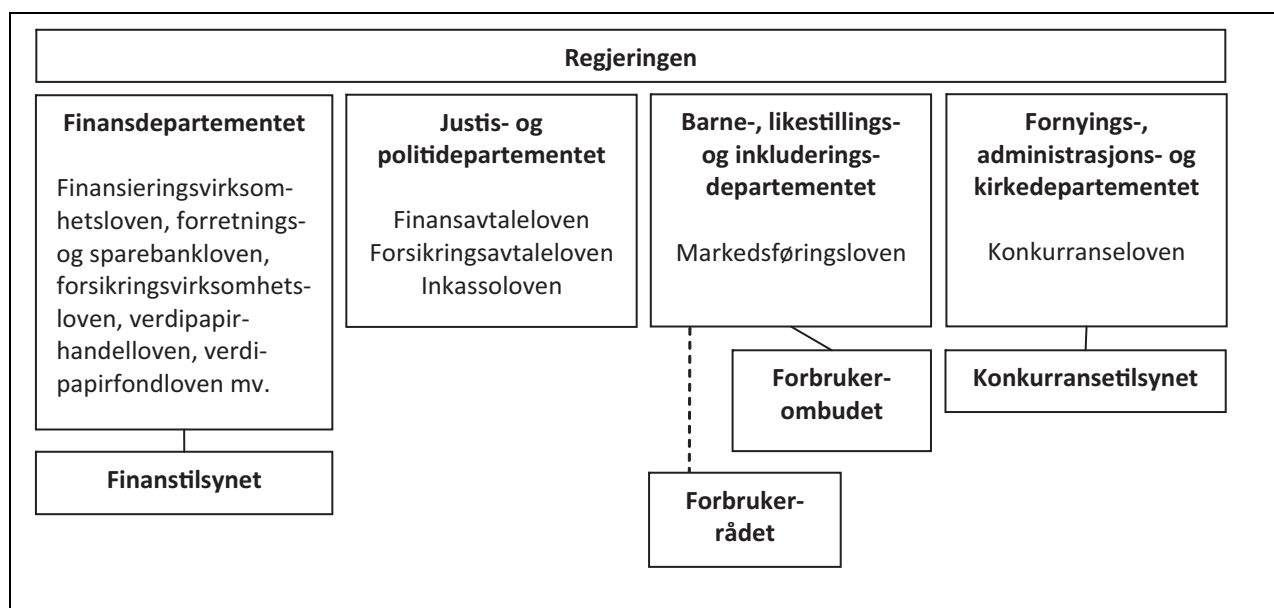 Regjeringen
Finansdepartementet
Finansieringsvirksom-
hetsloven, forretnings-
og sparebankloven,
forsikringsvirksomhets-
loven, verdipapir-
handelloven, verdi-
papirfondloven mv.
Finanstilsynet
Justis- og
politidepartementet
Finansavtaleloven
Forsikringsavtaleloven
Inkassoloven
Barne-, likestillings-
og inkluderings-
departementet
Markedsføringsloven
Forbruker-
ombudet
Forbruker-
rådet
Fornyings-,
administrasjons- og
kirkedepartementet
Konkurranseloven
Konkurransetilsynet